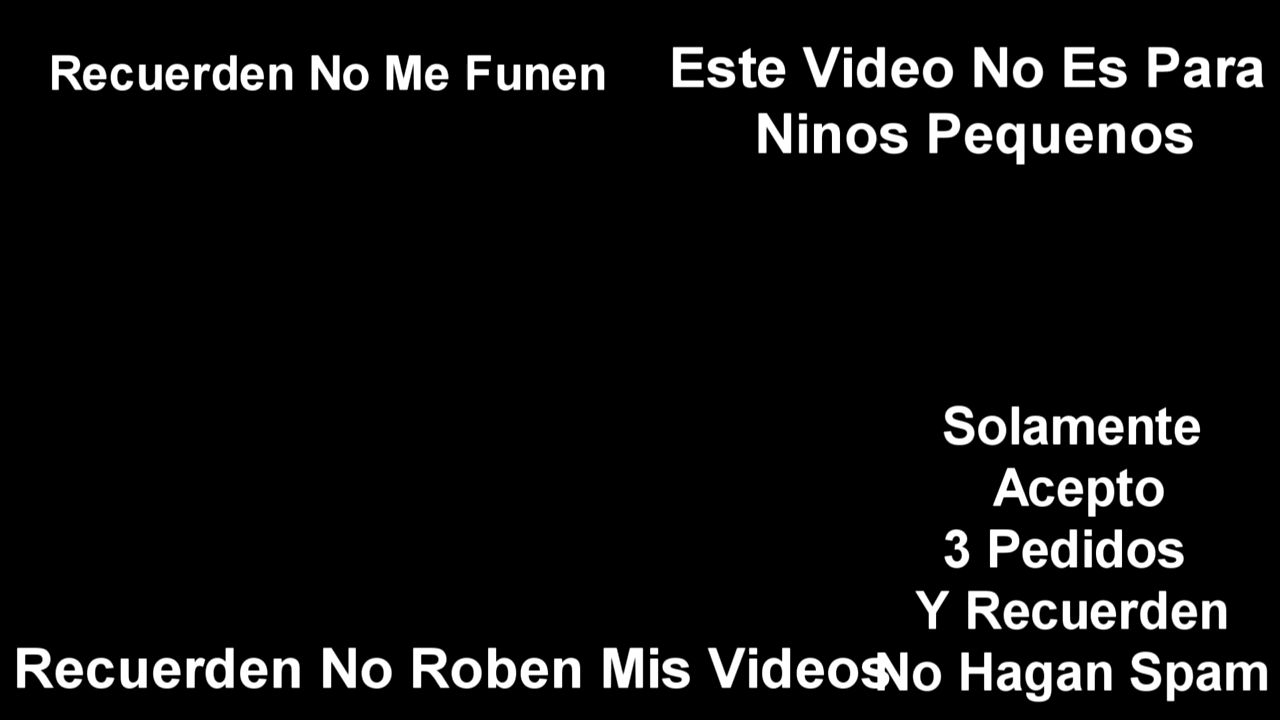 Recuerden No Me Funen
Este Video No Es Para
Ninos Pequenos
Solamente
Acepto
3 Pedidos
Y Recuerden
No Hagan Spam
Recuerden No Roben Mis Videos